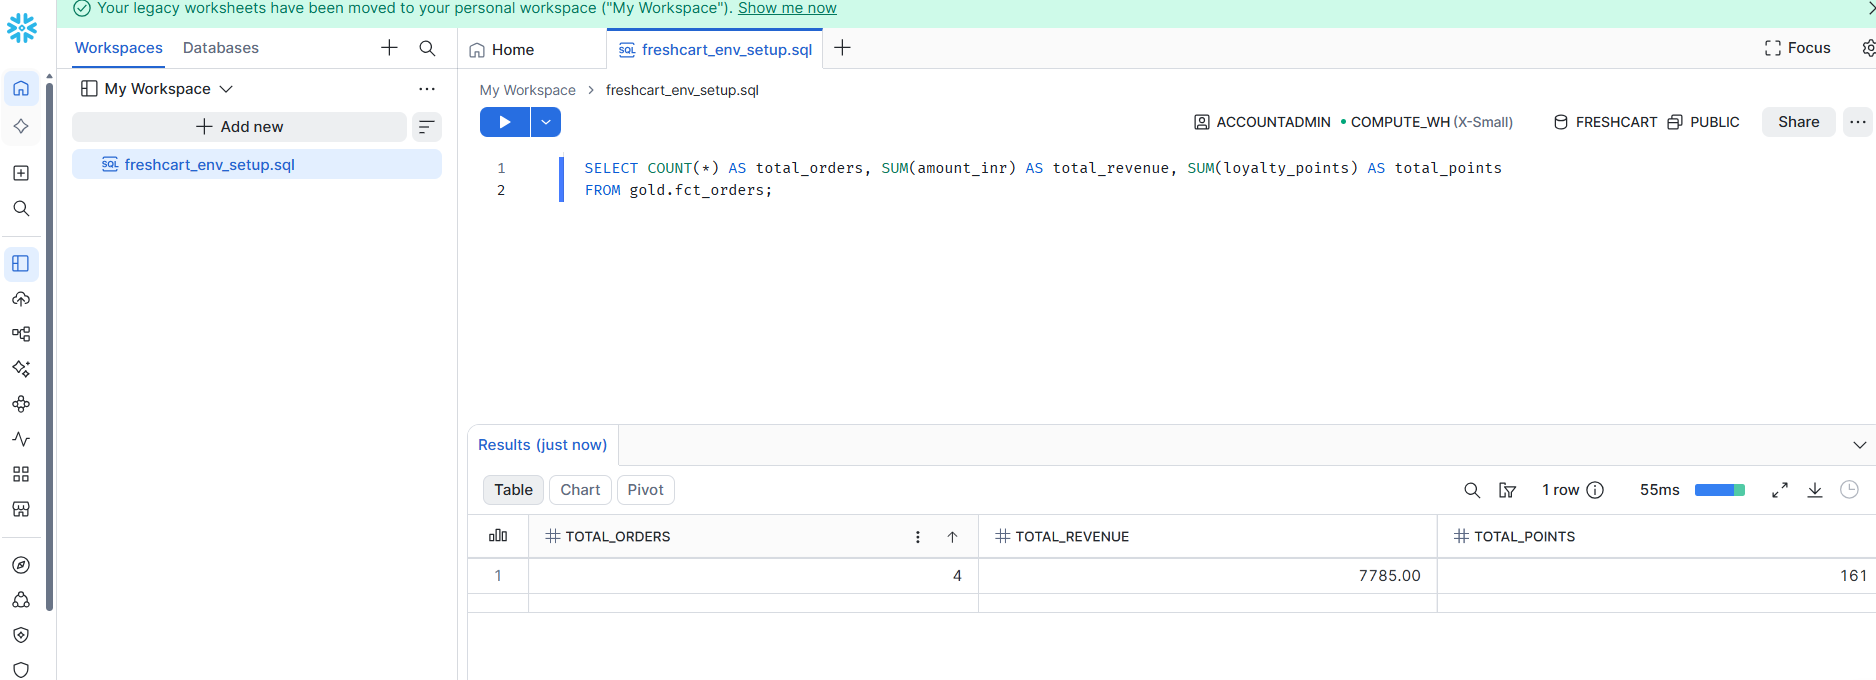 Your legacy worksheets have been moved to your personal workspace ("My Workspace"). Show me now
Workspaces Databases
Home
freshcart_env_setup.sql
Focus
My Workspace
Add new
freshcart_env_setup.sql
My Workspace > freshcart_env_setup.sql
ACCOUNTADMIN COMPUTE_WH (X-Small) FRESHCART PUBLIC Share
1 SELECT COUNT(*) AS total_orders, SUM(amount_inr) AS total_revenue, SUM(loyalty_points) AS total_points
2 FROM gold.fct_orders;
Results (just now)
Table Chart Pivot
1 row 55ms
TOTAL_ORDERS TOTAL_REVENUE TOTAL_POINTS
1 4 7785.00 161